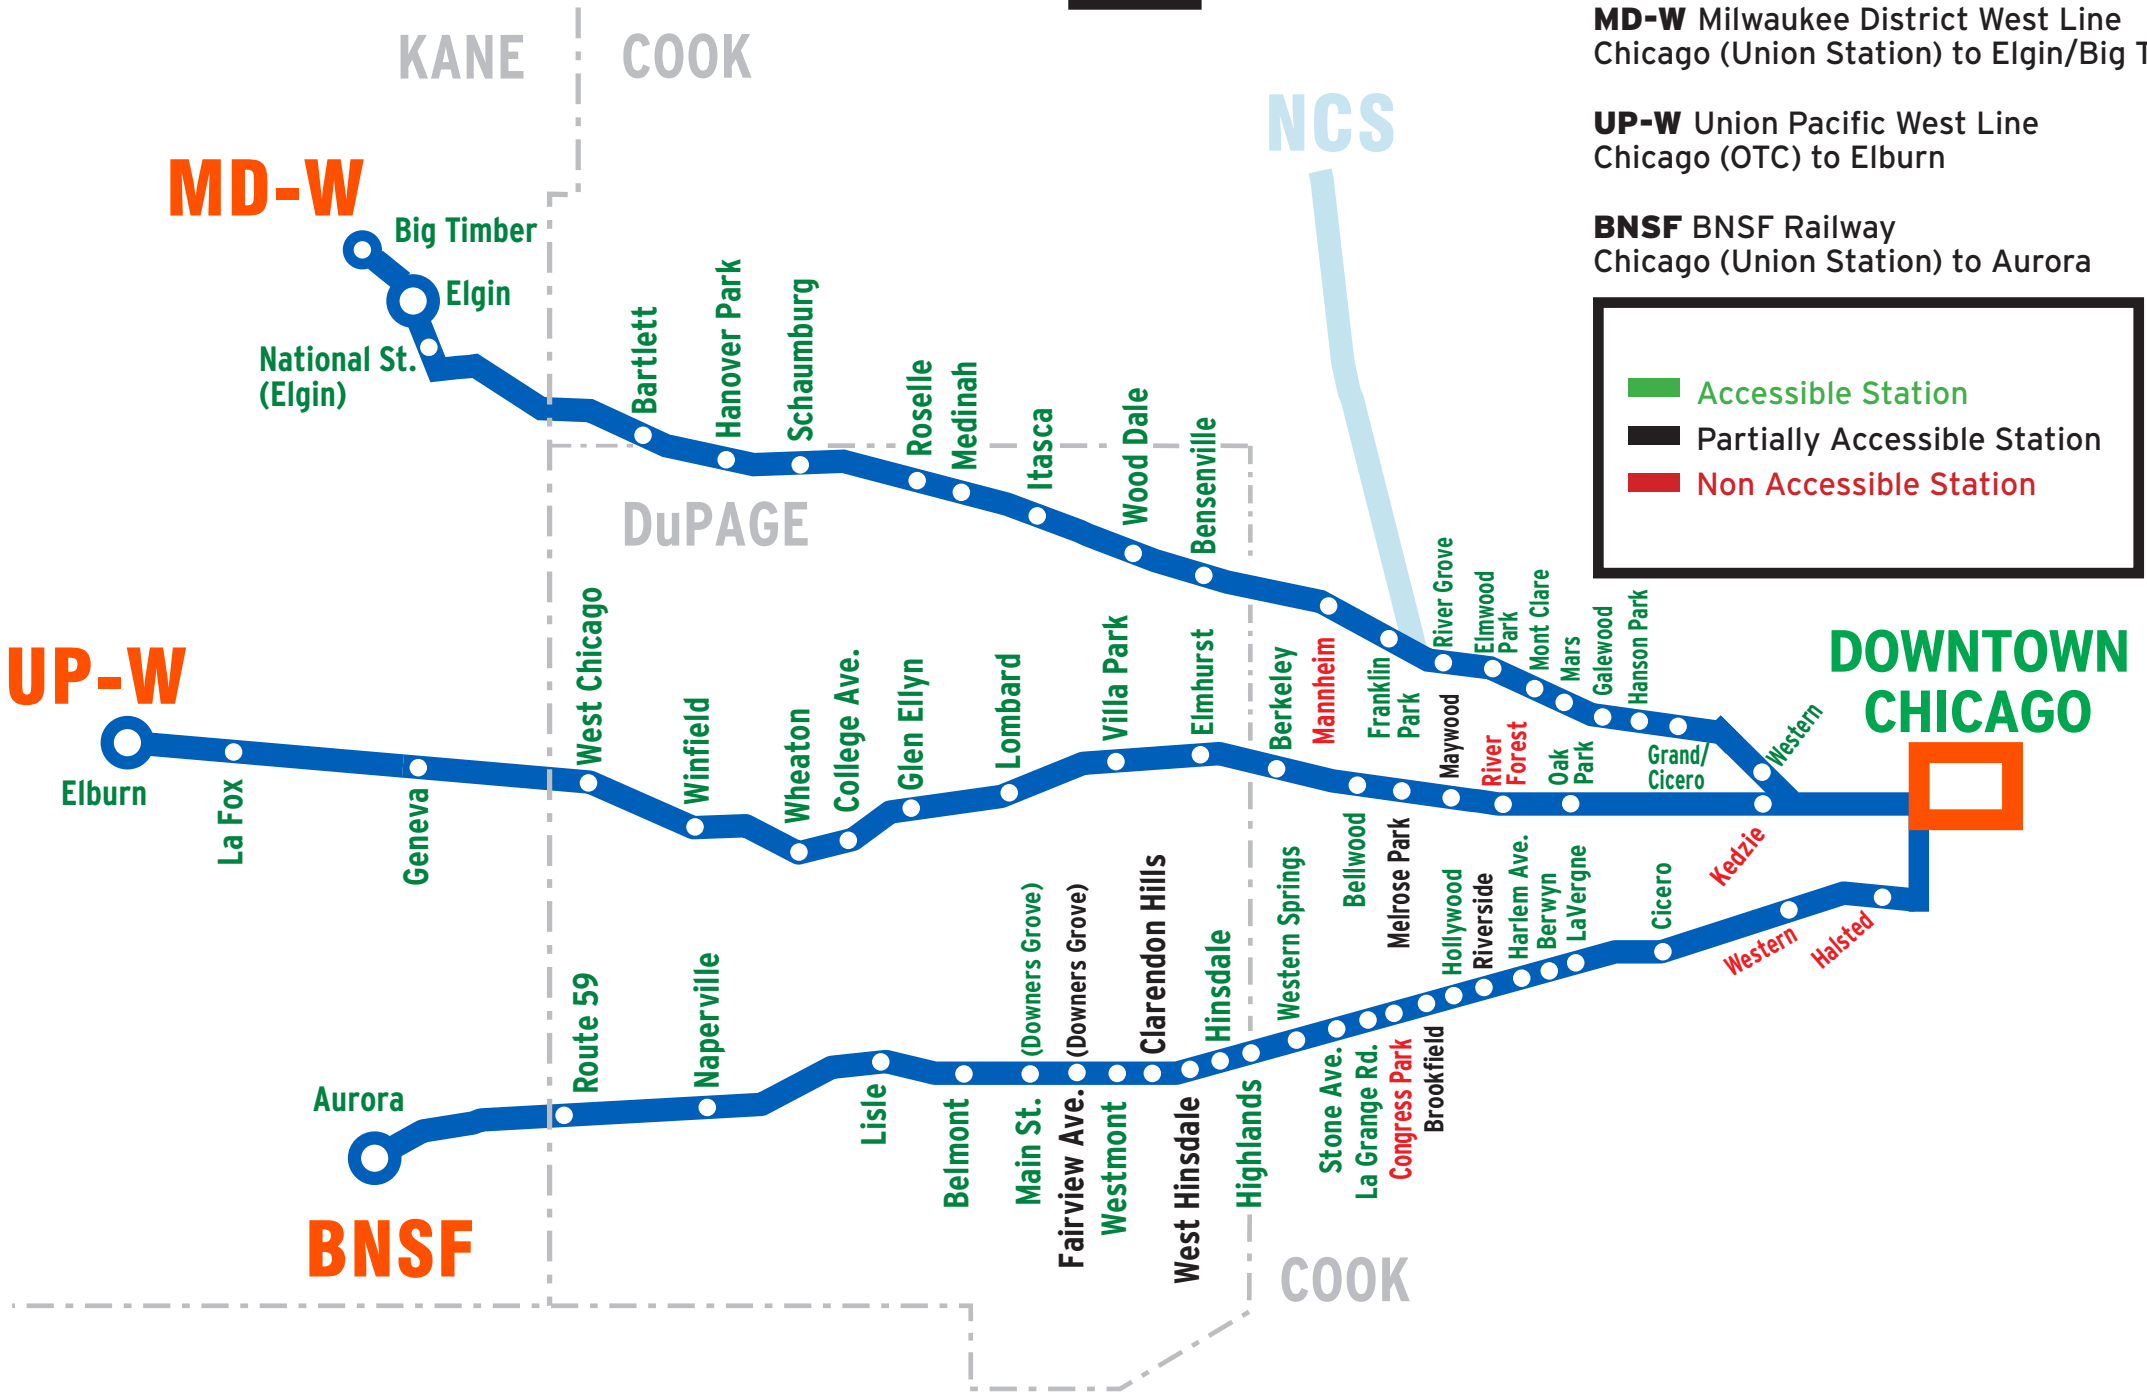 MD-W Milwaukee District West Line
Chicago (Union Station) to Elgin/Big T
UP-W Union Pacific West Line
Chicago (OTC) to Elburn
BNSF BNSF Railway
Chicago (Union Station) to Aurora
Accessible Station
Partially Accessible Station
Non Accessible Station
KANE
COOK
NCS
MD-W
Big Timber
Elgin
National St.
(Elgin)
Bartlett
Hanover Park
Schaumburg
Roselle
Medinah
Itasca
Wood Dale
Bensenville
Mannheim
Franklin
Park
River Grove
Elmwood
Park
Mont Clare
Mars
Galewood
Hanson Park
Grand/
Cicero
Western
DOWNTOWN
CHICAGO
DuPAGE
UP-W
Elburn
La Fox
Geneva
West Chicago
Winfield
Wheaton
College Ave.
Glen Ellyn
Lombard
Villa Park
Elmhurst
Berkeley
Bellwood
Melrose Park
Maywood
River
Forest
Oak
Park
Kedzie
BNSF
Aurora
Route 59
Naperville
Lisle
Belmont
Main St. (Downers Grove)
Fairview Ave. (Downers Grove)
Westmont
Clarendon Hills
West Hinsdale
Hinsdale
Highlands
Western Springs
Stone Ave.
La Grange Rd.
Congress Park
Brookfield
Hollywood
Riverside
Harlem Ave.
Berwyn
LaVergne
Cicero
Western
Halsted
COOK